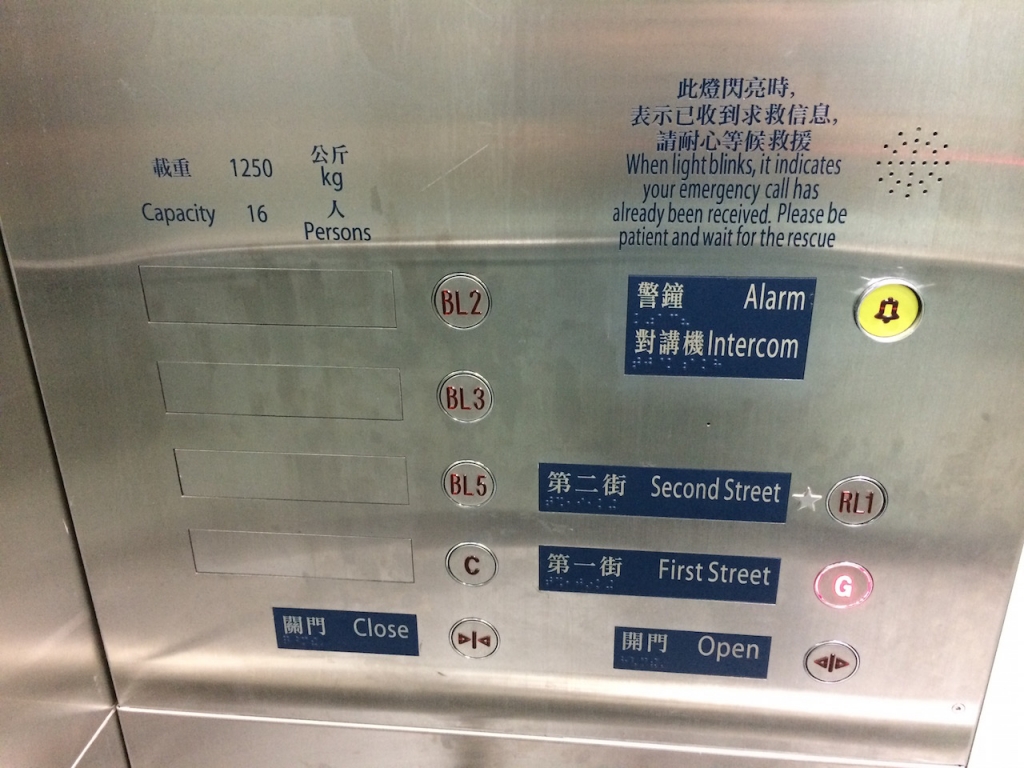 此燈閃亮時,
表示已收到求救信息,
請耐心等候救援
When light blinks, it indicates
your emergency call has
already been received. Please be
patient and wait for the rescue
載重 1250 公斤 kg
Capacity 16 人 Persons
BL2
警鐘 Alarm
對講機 Intercom
BL3
BL5
第二街 Second Street RL1
C
第一街 First Street G
關門 Close
開門 Open